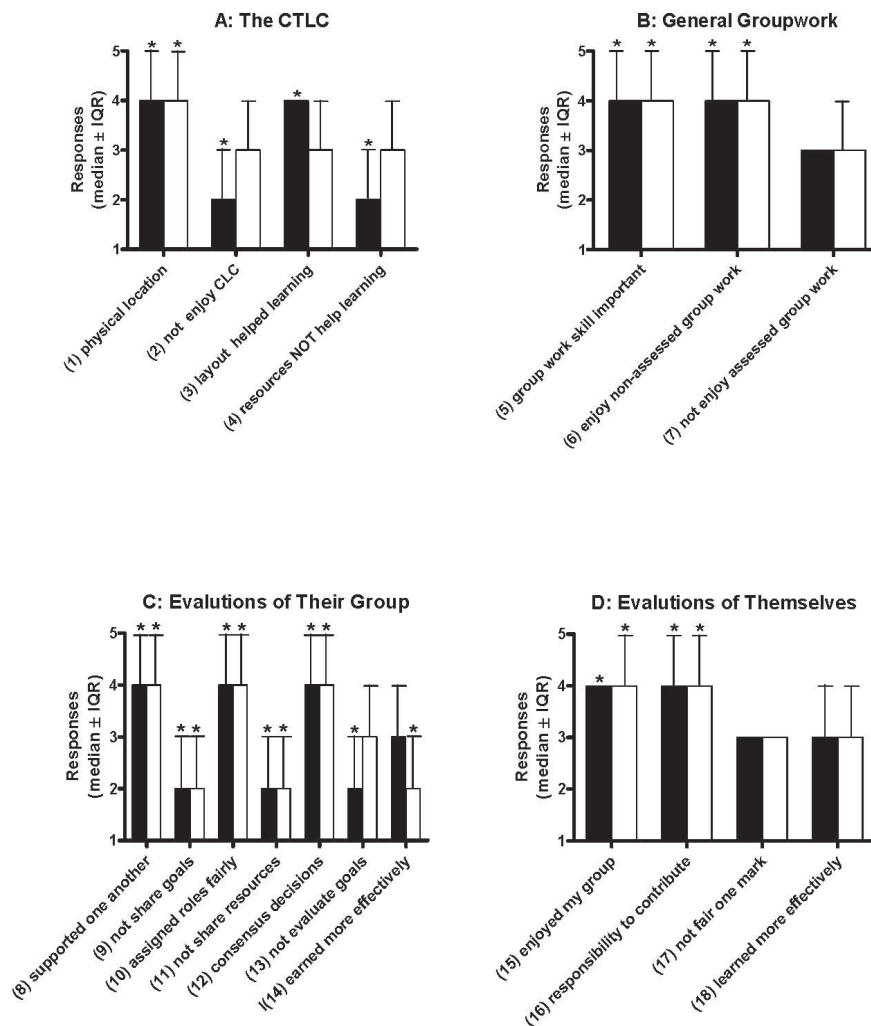 A: The CTLC
Responses
(median ± IQR)
5
4
3
2
1
* * * * *
(1) physical location
(2) not enjoy CLC
(3) layout helped learning
(4) resources NOT help learning
B: General Groupwork
Responses
(median ± IQR)
5
4
3
2
1
* * * *
(5) group work skill important
(6) enjoy non-assessed group work
(7) not enjoy assessed group work
C: Evalutions of Their Group
Responses
(median ± IQR)
5
4
3
2
1
* * * * * * * * * * * *
(8) supported one another
(9) not share goals
(10) assigned roles fairly
(11) not share resources
(12) consensus decisions
(13) not evaluate goals
l(14) earned more effectively
D: Evalutions of Themselves
Responses
(median ± IQR)
5
4
3
2
1
* * * *
(15) enjoyed my group
(16) responsibility to contribute
(17) not fair one mark
(18) learned more effectively